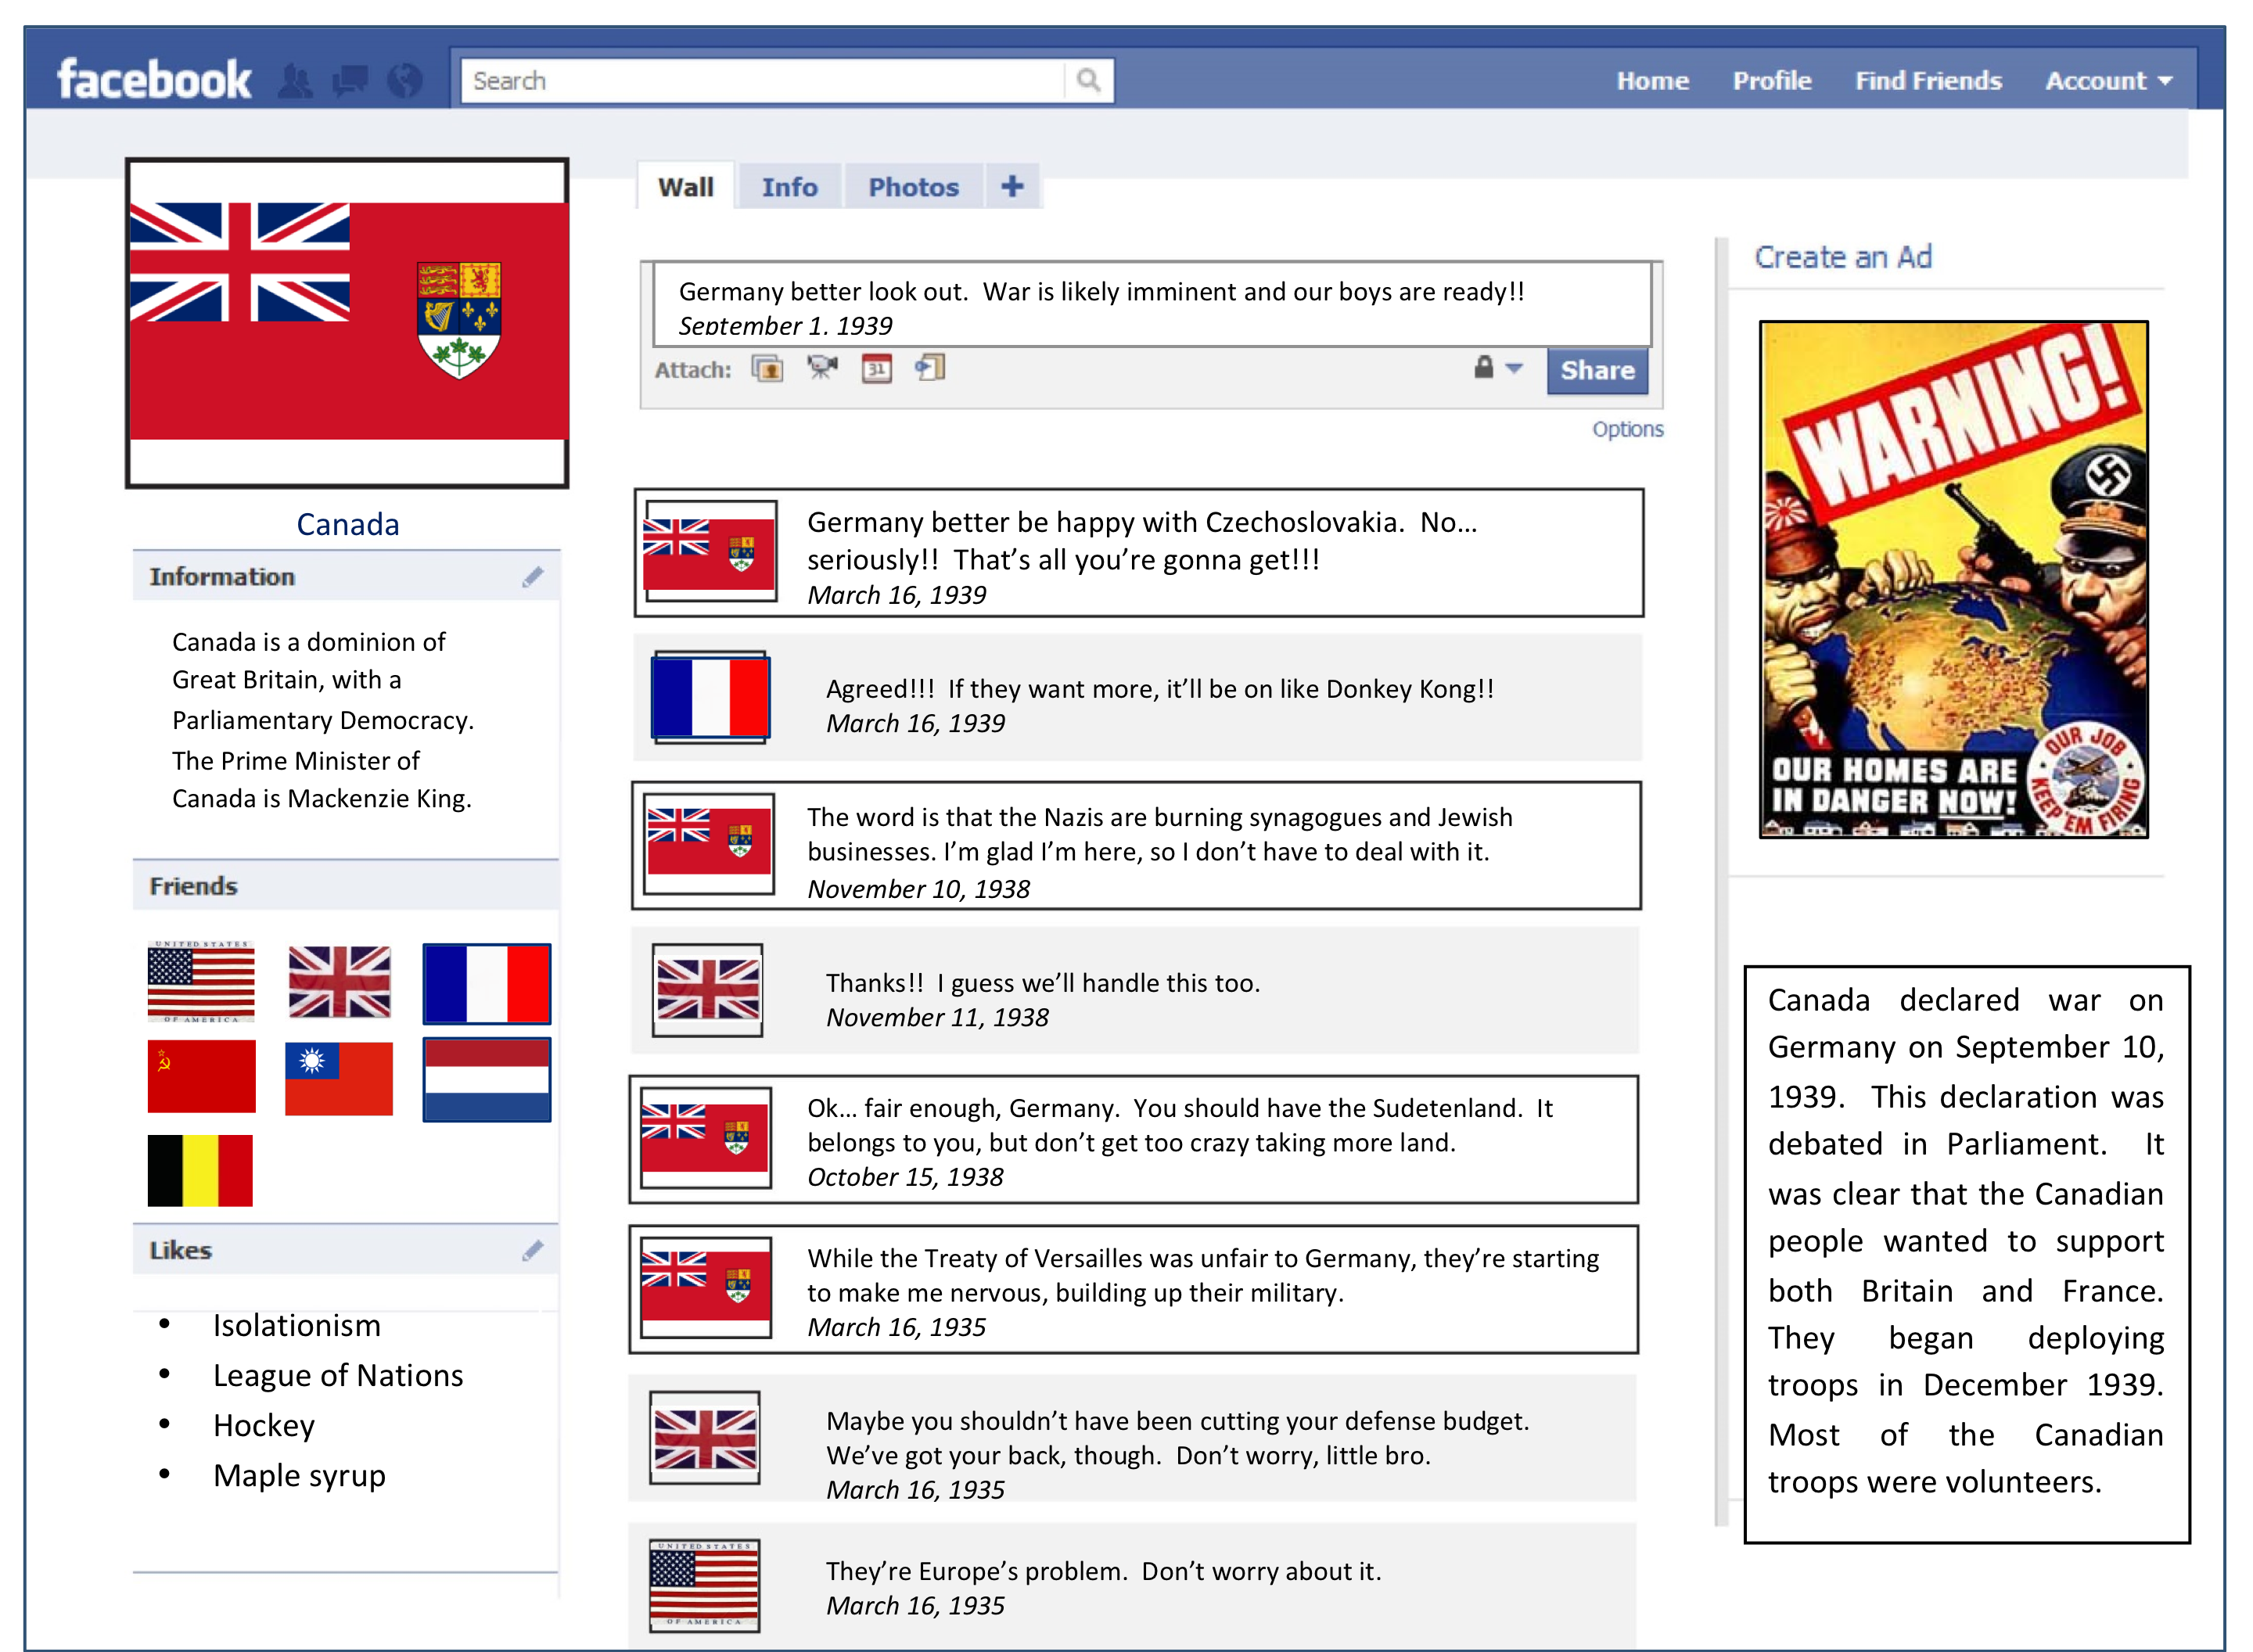 facebook
Search
Home Profile Find Friends Account
Wall Info Photos +
Germany better look out. War is likely imminent and our boys are ready!!
September 1. 1939
Attach: 31 Share
Options
Canada
Information
Canada is a dominion of
Great Britain, with a
Parliamentary Democracy.
The Prime Minister of
Canada is Mackenzie King.
Friends
UNITED STATES
OF AMERICA
Likes
• Isolationism
• League of Nations
• Hockey
• Maple syrup
Germany better be happy with Czechoslovakia. No…
seriously!! That’s all you’re gonna get!!!
March 16, 1939
Agreed!!! If they want more, it’ll be on like Donkey Kong!!
March 16, 1939
The word is that the Nazis are burning synagogues and Jewish
businesses. I’m glad I’m here, so I don’t have to deal with it.
November 10, 1938
Thanks!! I guess we’ll handle this too.
November 11, 1938
Ok… fair enough, Germany. You should have the Sudetenland. It
belongs to you, but don’t get too crazy taking more land.
October 15, 1938
While the Treaty of Versailles was unfair to Germany, they’re starting
to make me nervous, building up their military.
March 16, 1935
Maybe you shouldn’t have been cutting your defense budget.
We’ve got your back, though. Don’t worry, little bro.
March 16, 1935
UNITED STATES
OF AMERICA
They’re Europe’s problem. Don’t worry about it.
March 16, 1935
Create an Ad
WARNING!
OUR HOMES ARE
IN DANGER NOW!
OUR JOB
KEEP 'EM FIRING
Canada declared war on
Germany on September 10,
1939. This declaration was
debated in Parliament. It
was clear that the Canadian
people wanted to support
both Britain and France.
They began deploying
troops in December 1939.
Most of the Canadian
troops were volunteers.